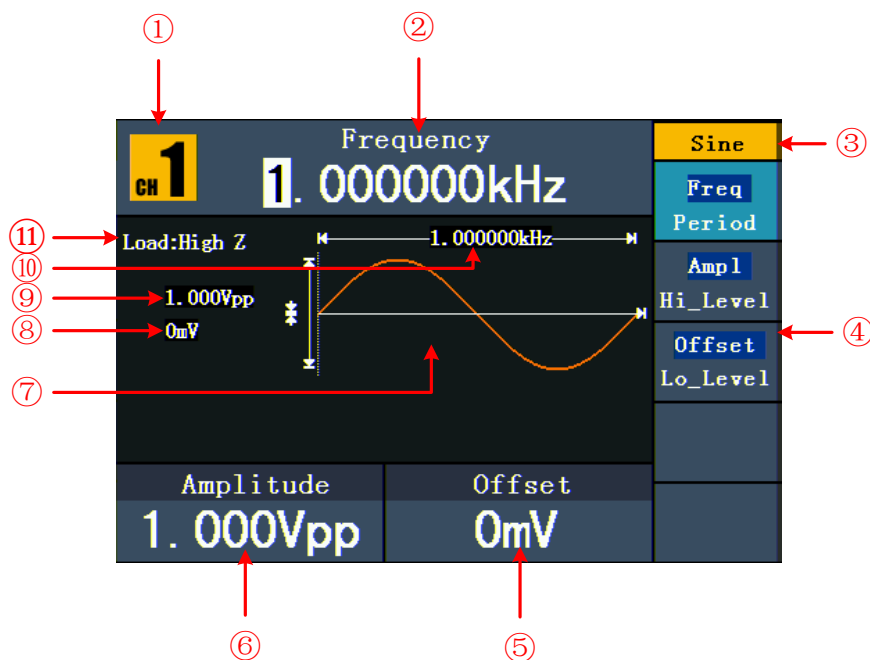 ① ②
CH 1
Frequency
1.000000kHz
Sine ③
Freq
Period
Ampl
Hi_Level
Offset
Lo_Level
④
⑪ Load:High Z
1.000000kHz
⑩
⑨ 1.000Vpp
⑧ 0mV
⑦
Amplitude
1.000Vpp
Offset
0mV
⑥ ⑤